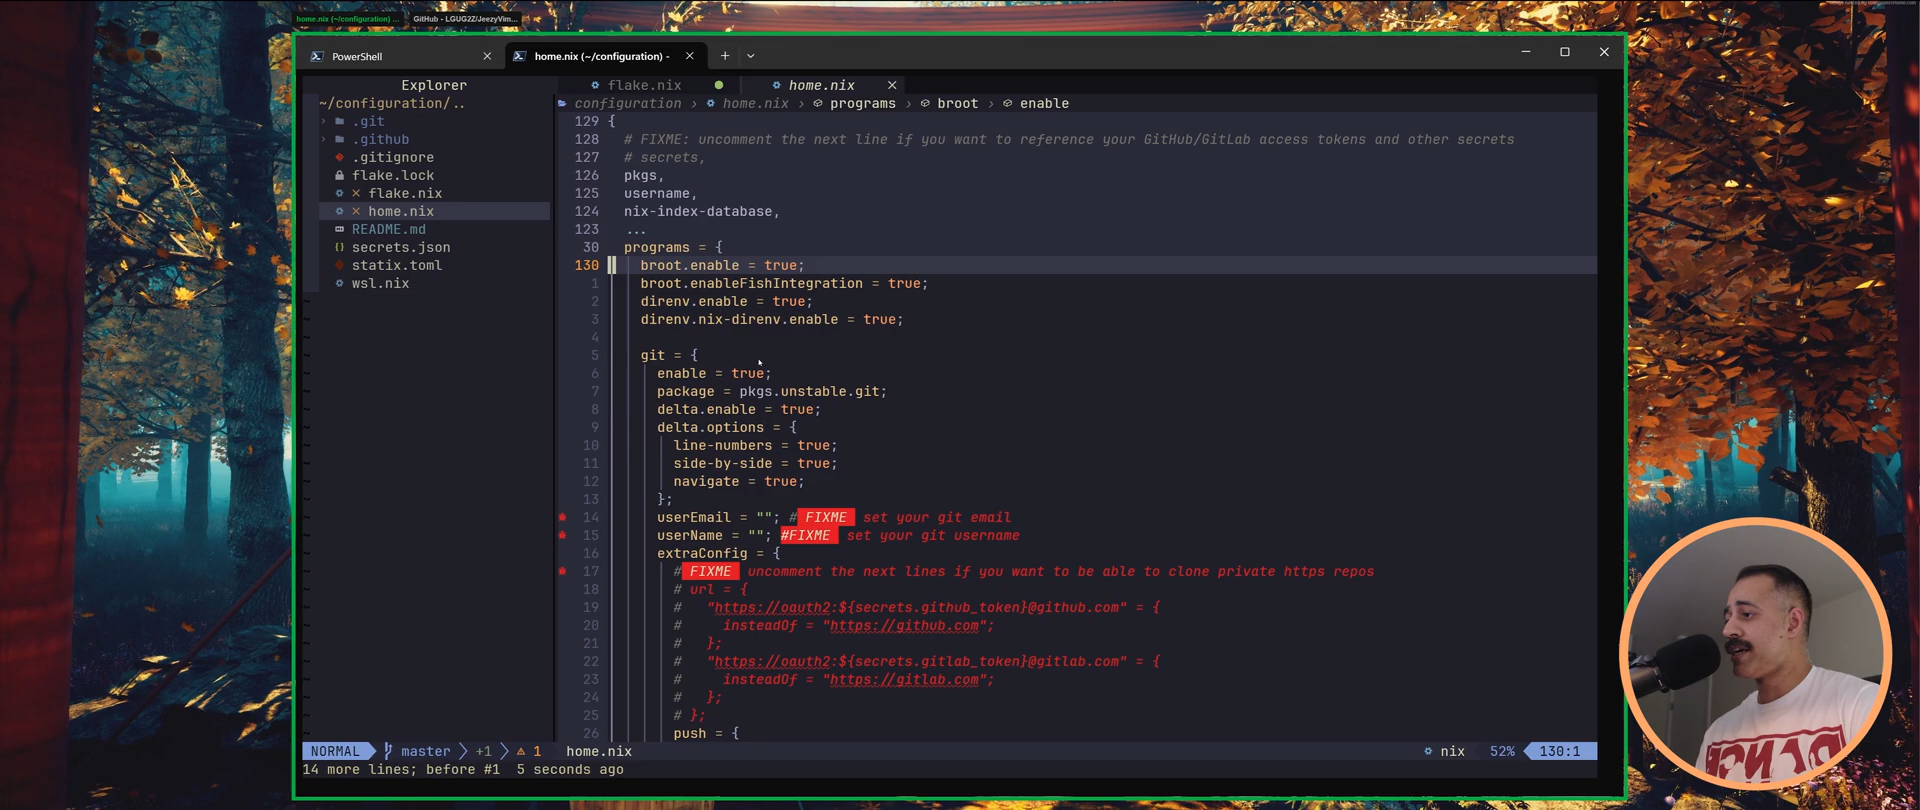 home.nix (~/configuration) ...
GitHub - LGUG2Z/JeezyVim...
PowerShell
home.nix (~/configuration) -
Explorer
flake.nix
home.nix
~/configuration/..
configuration > home.nix > programs > broot > enable
.git
.github
.gitignore
flake.lock
flake.nix
home.nix
README.md
secrets.json
statix.toml
wsl.nix
129 {
128 # FIXME: uncomment the next line if you want to reference your GitHub/GitLab access tokens and other secrets
127 # secrets,
126 pkgs,
125 username,
124 nix-index-database,
123 ...
30 programs = {
130 broot.enable = true;
1 broot.enableFishIntegration = true;
2 direnv.enable = true;
3 direnv.nix-direnv.enable = true;
4
5 git = {
6 enable = true;
7 package = pkgs.unstable.git;
8 delta.enable = true;
9 delta.options = {
10 line-numbers = true;
11 side-by-side = true;
12 navigate = true;
13 };
14 userEmail = ""; # FIXME set your git email
15 userName = ""; #FIXME set your git username
16 extraConfig = {
17 # FIXME uncomment the next lines if you want to be able to clone private https repos
18 # url = {
19 # "https://oauth2:${secrets.github_token}@github.com" = {
20 # insteadOf = "https://github.com";
21 # };
22 # "https://oauth2:${secrets.gitlab_token}@gitlab.com" = {
23 # insteadOf = "https://gitlab.com";
24 # };
25 # };
26 push = {
NORMAL master +1 1 home.nix nix 52% 130:1
14 more lines; before #1 5 seconds ago